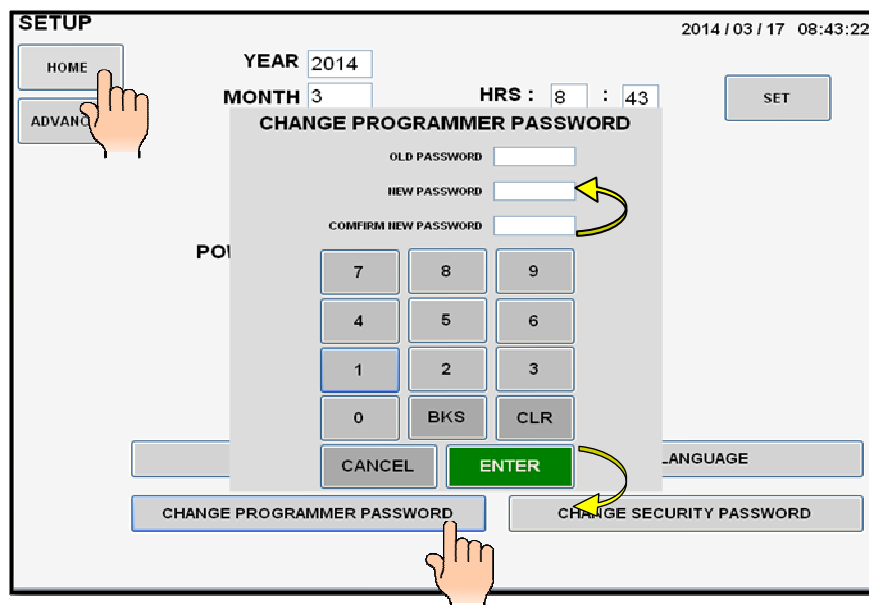 SETUP
2014 / 03 / 17 08:43:22
HOME
YEAR 2014
MONTH 3 HRS : 8 : 43
SET
CHANGE PROGRAMMER PASSWORD
OLD PASSWORD
NEW PASSWORD
COMFIRM NEW PASSWORD
7 8 9
4 5 6
1 2 3
0 BKS CLR
CANCEL ENTER
LANGUAGE
CHANGE PROGRAMMER PASSWORD
CHANGE SECURITY PASSWORD